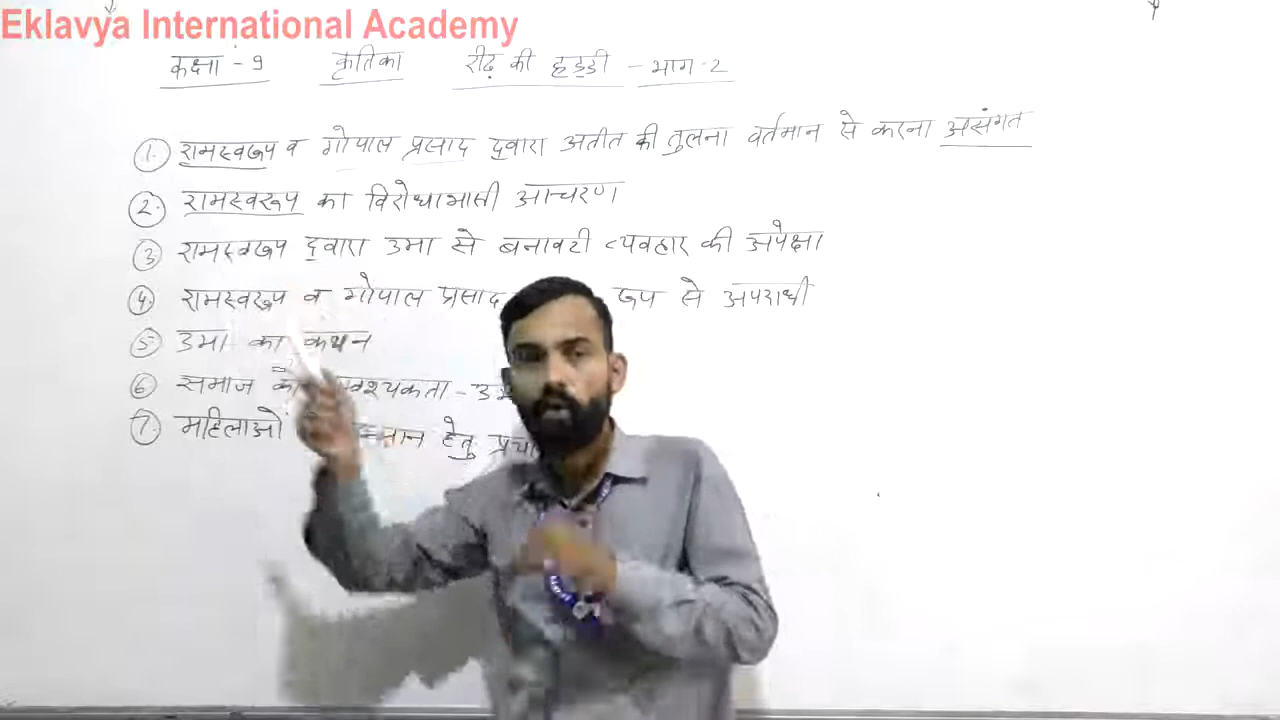 Eklavya International Academy
कक्षा - 9 कृतिका रीढ़ की हड्डी - भाग-2
1. रामस्वरूप व गोपाल प्रसाद द्वारा अतीत की तुलना वर्तमान से करना असंगत
2. रामस्वरूप का विरोधाभासी आचरण
3 रामस्वरूप द्वारा उमा से बनावटी व्यवहार की अपेक्षा
4 रामस्वरूप व गोपाल प्रसाद रूप से अपराधी
5 उमा का कथन
6 समाज की
7. महिलाओं हेतु